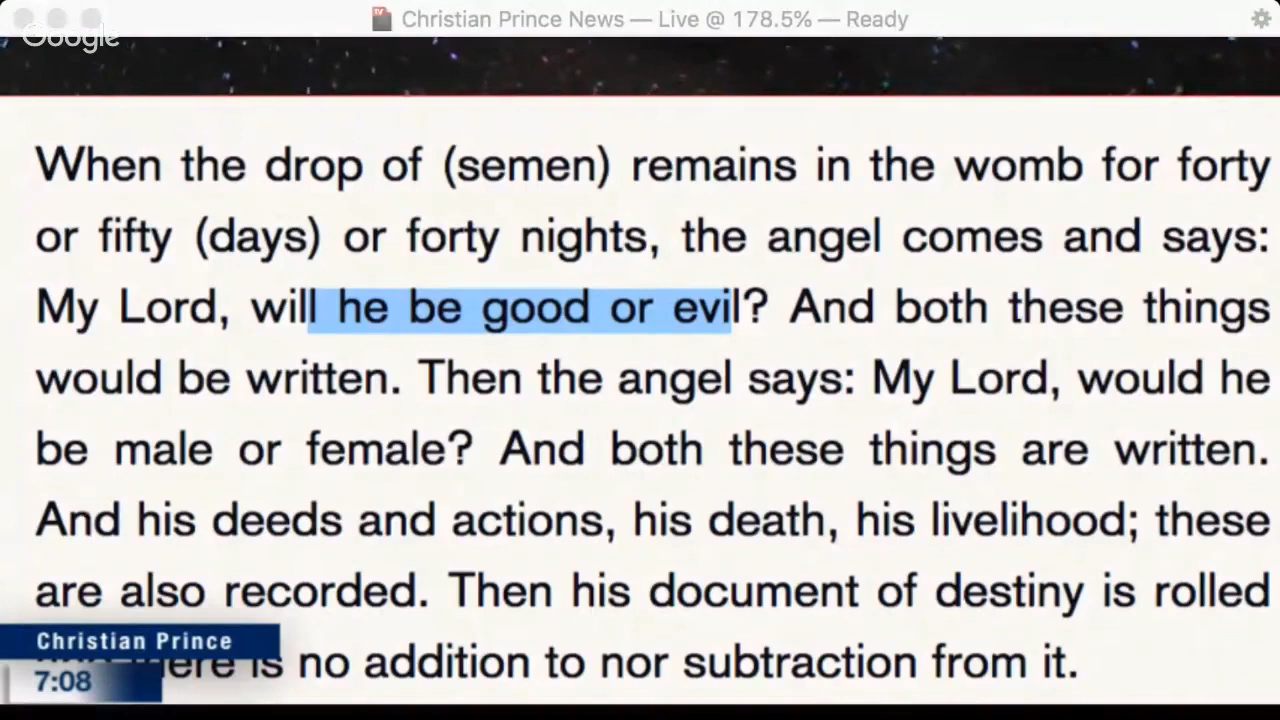 Christian Prince News — Live @ 178.5% — Ready
Google
When the drop of (semen) remains in the womb for forty
or fifty (days) or forty nights, the angel comes and says:
My Lord, will he be good or evil? And both these things
would be written. Then the angel says: My Lord, would he
be male or female? And both these things are written.
And his deeds and actions, his death, his livelihood; these
are also recorded. Then his document of destiny is rolled
there is no addition to nor subtraction from it.
Christian Prince
7:08